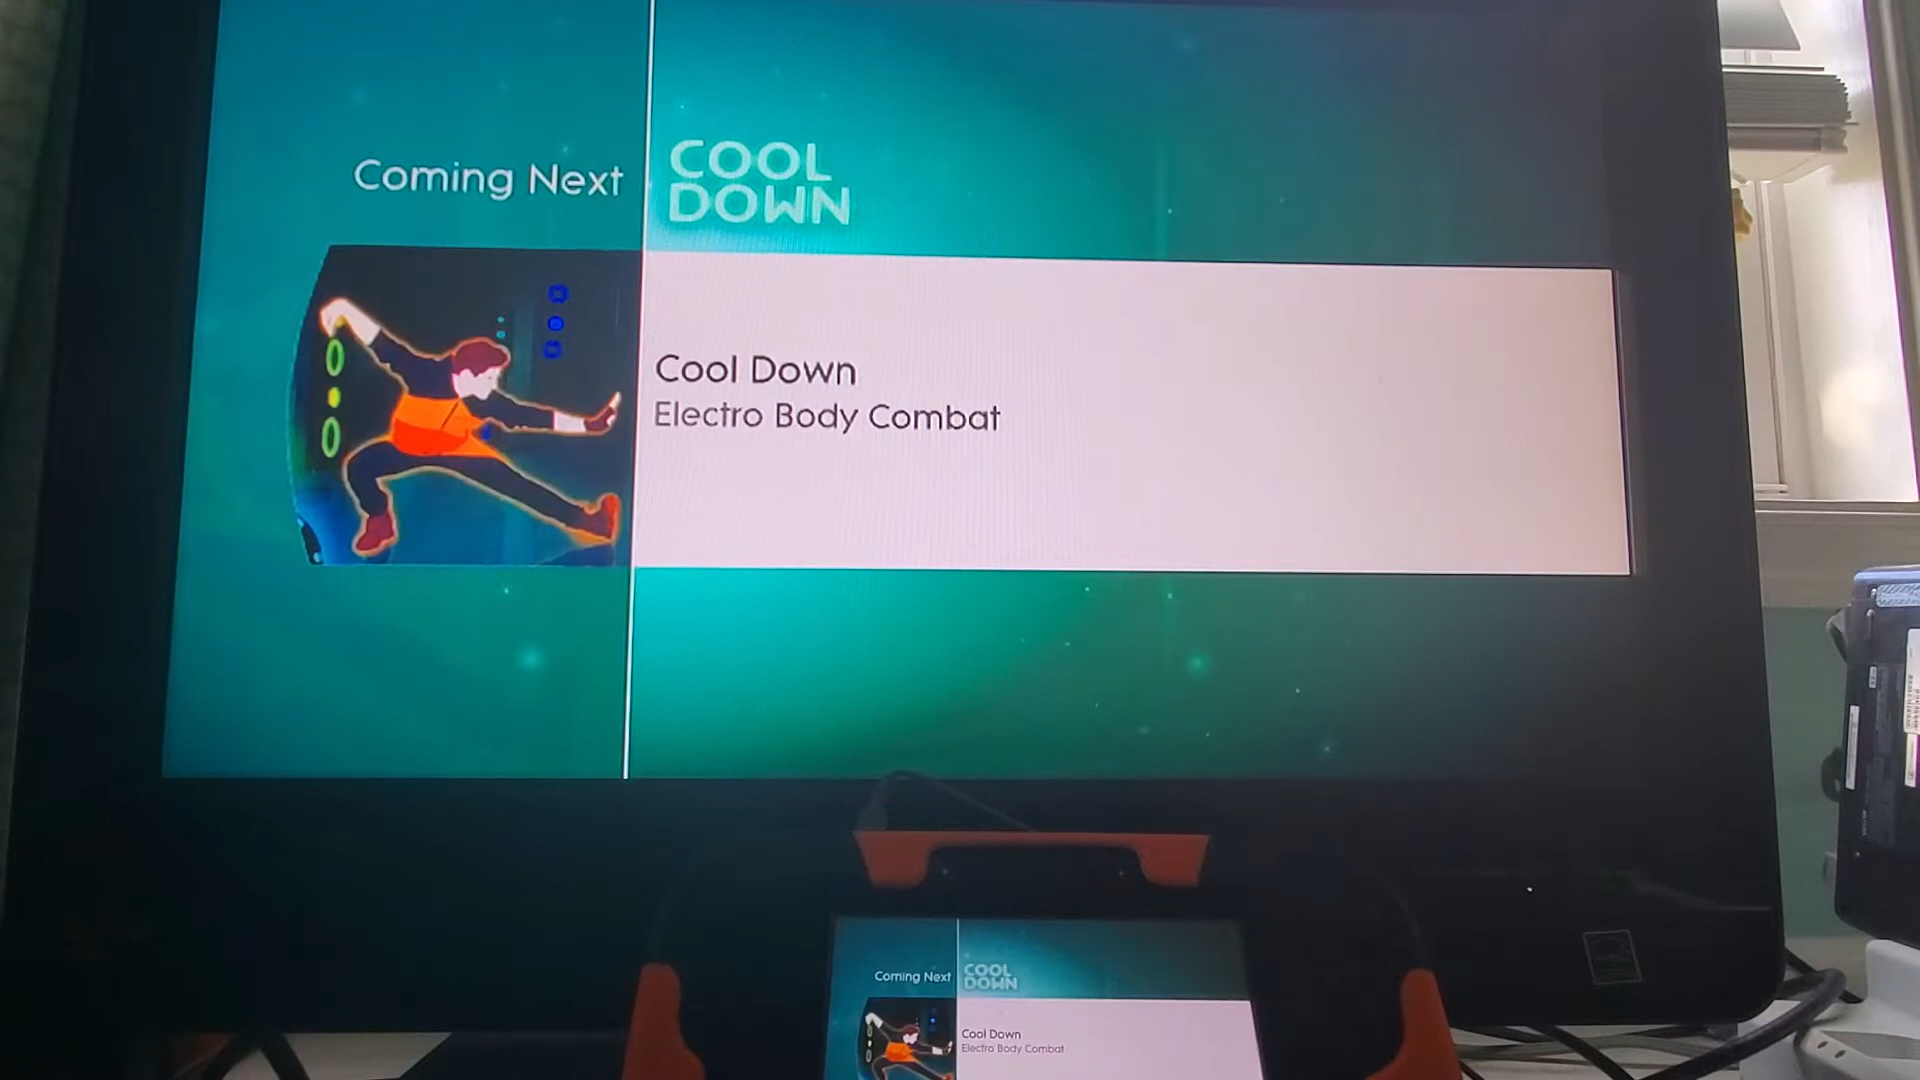 Coming Next
COOL
DOWN
Cool Down
Electro Body Combat
Coming Next
COOL
DOWN
Cool Down
Electro Body Combat